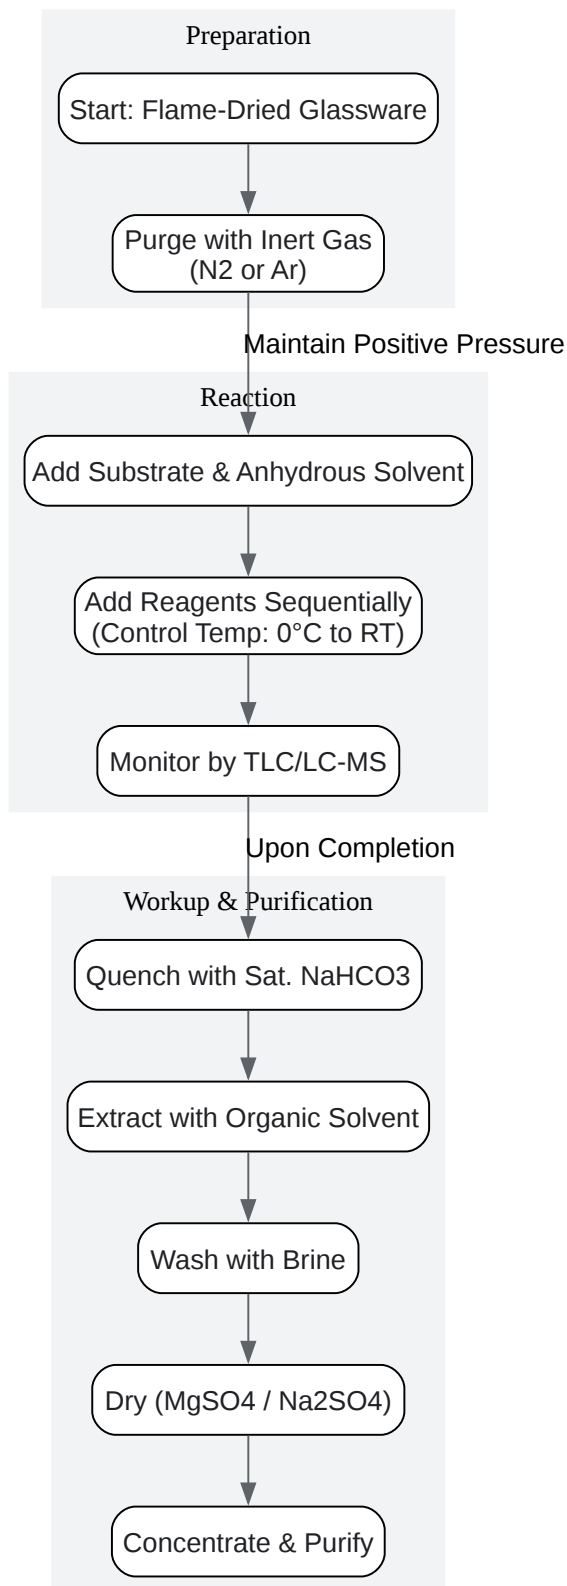 Preparation
Start: Flame-Dried Glassware
Purge with Inert Gas
(N2 or Ar)
Maintain Positive Pressure
Reaction
Add Substrate & Anhydrous Solvent
Add Reagents Sequentially
(Control Temp: 0°C to RT)
Monitor by TLC/LC-MS
Upon Completion
Workup & Purification
Quench with Sat. NaHCO3
Extract with Organic Solvent
Wash with Brine
Dry (MgSO4 / Na2SO4)
Concentrate & Purify